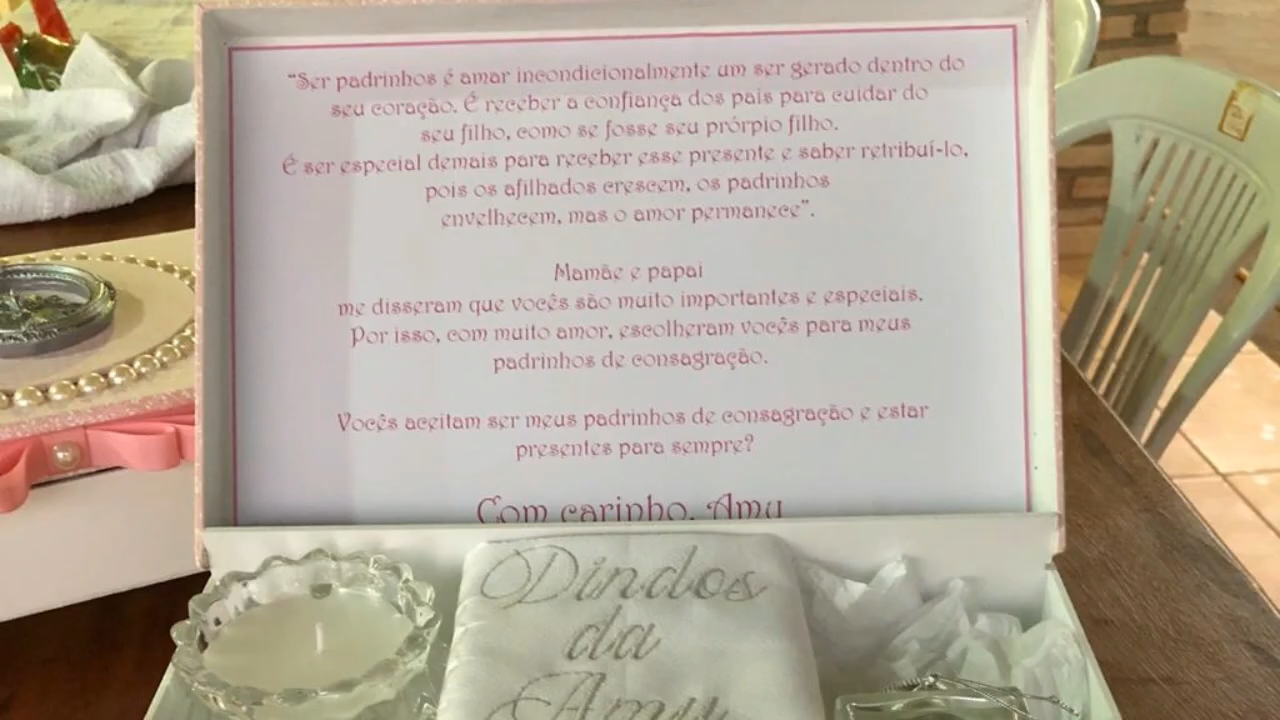 “Ser padrinhos é amar incondicionalmente um ser gerado dentro do
seu coração. É receber a confiança dos pais para cuidar do
seu filho, como se fosse seu prórpio filho.
É ser especial demais para receber esse presente e saber retribuí-lo,
pois os afilhados crescem, os padrinhos
envelhecem, mas o amor permanece”.
Mamãe e papai
me disseram que vocês são muito importantes e especiais.
Por isso, com muito amor, escolheram vocês para meus
padrinhos de consagração.
Vocês aceitam ser meus padrinhos de consagração e estar
presentes para sempre?
Com carinho, Amy
Dindos
da
Amy